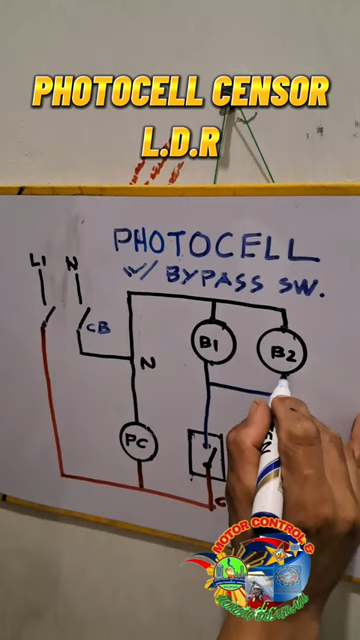 PHOTOCELL CENSOR
L.D.R
PHOTOCELL
W/ BYPASS SW.
L1 N
CB
B1
B2
N
PC
C
MOTOR CONTROL &